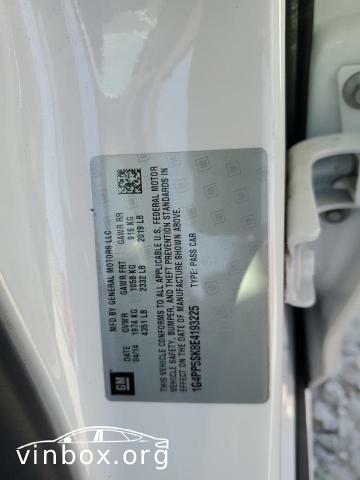 MFD BY GENERAL MOTORS LLC
DATE GVWR GAWR FRT GAWR RR
04/14 1974 KG 1058 KG 916 KG
4351 LB 2332 LB 2019 LB
THIS VEHICLE CONFORMS TO ALL APPLICABLE U.S. FEDERAL MOTOR
VEHICLE SAFETY, BUMPER, AND THEFT PREVENTION STANDARDS IN
EFFECT ON THE DATE OF MANUFACTURE SHOWN ABOVE.
1G4PP5SK8E4193225 TYPE: PASS CAR
GM
vinbox.org